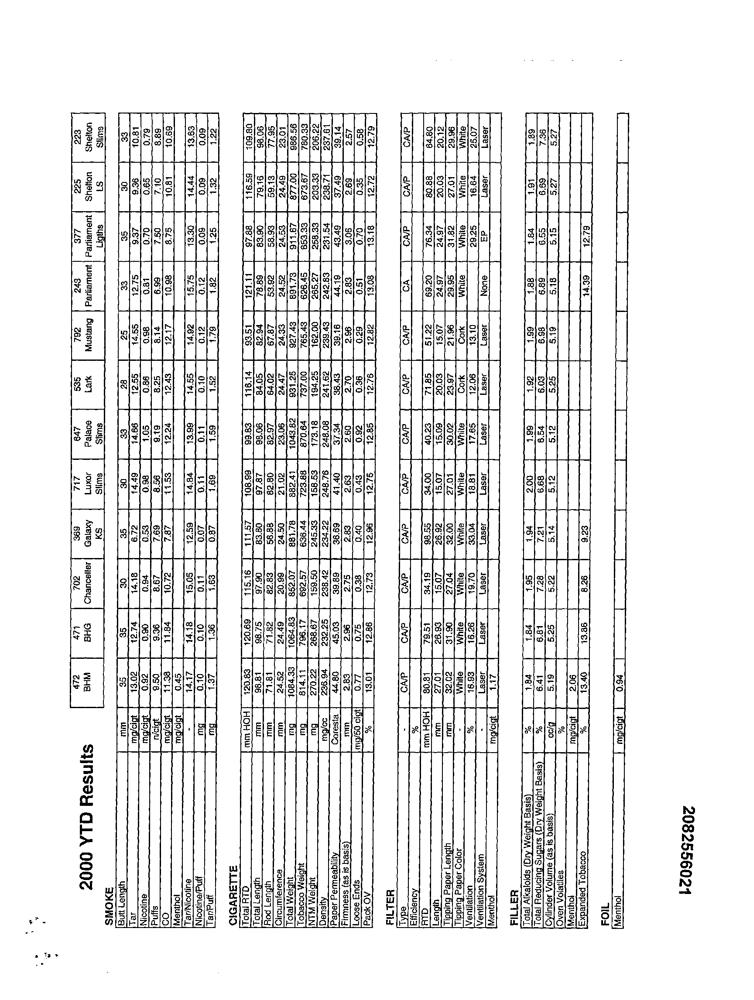 2000 YTD Results
472 471 702 369 717 647 535 792 243 377 225 223
BHM BHG Chanceller Galaxy Luxor Palace Lark Mustang Parliament Parliament Shelton Shelton
KS Slims Slims Ligths LS Slims
SMOKE
Butt Length mm 35 35 30 35 30 33 28 25 33 35 30 33
Tar mg/cigt 13.02 12.74 14.18 6.72 14.49 14.66 12.55 14.55 12.75 9.37 9.36 10.81
Nicotine mg/cigt 0.92 0.90 0.94 0.53 0.98 1.05 0.86 0.98 0.81 0.70 0.65 0.79
Puffs n/cigt 9.50 9.36 8.67 7.69 8.56 9.19 8.25 8.14 6.99 7.50 7.10 8.89
CO mg/cigt 11.38 11.84 10.72 7.87 11.53 12.24 12.43 12.17 10.98 8.75 10.81 10.69
Menthol mg/cigt 0.45
Tar/Nicotine - 14.17 14.18 15.05 12.59 14.84 13.99 14.55 14.92 15.75 13.30 14.44 13.63
Nicotine/Puff mg 0.10 0.10 0.11 0.07 0.11 0.11 0.10 0.12 0.12 0.09 0.09 0.09
Tar/Puff mg 1.37 1.36 1.63 0.87 1.69 1.59 1.52 1.79 1.82 1.25 1.32 1.22
CIGARETTE
Total RTD mm HOH 120.83 120.69 115.16 111.57 108.99 99.83 116.14 93.51 121.11 97.88 116.59 109.80
Total Length mm 98.81 98.75 97.90 83.80 97.87 98.06 84.05 82.94 78.89 83.90 79.16 98.06
Rod Length mm 71.81 71.82 82.83 56.88 82.80 82.97 64.02 67.87 53.92 58.93 59.13 77.95
Circumference mm 24.52 24.49 20.99 24.50 21.02 23.06 24.47 24.33 24.52 24.53 24.49 23.01
Total Weight mg 1084.33 1064.83 852.07 881.78 882.41 1043.82 931.25 927.43 891.73 911.67 877.00 986.56
Tobacco Weight mg 814.11 796.17 692.57 636.44 723.88 870.64 737.00 765.43 626.45 653.33 673.67 780.33
NTM Weight mg 270.22 268.67 159.50 245.33 158.53 173.18 194.25 162.00 265.27 258.33 203.33 206.22
Density mg/cc 236.94 232.25 238.42 234.22 248.76 248.08 241.62 239.43 242.83 231.54 238.71 237.61
Paper Permeability Coresta 44.80 45.03 39.89 38.69 41.40 37.34 38.43 39.16 44.19 43.49 37.49 39.14
Firmness (as is basis) mm 2.83 2.96 2.75 2.83 2.63 2.60 2.70 2.96 2.83 3.06 2.69 2.57
Loose Ends mg/50 cigt 0.77 0.75 0.38 0.40 0.43 0.92 0.36 0.29 0.51 0.70 0.35 0.58
Pack OV % 13.01 12.86 12.73 12.96 12.75 12.85 12.76 12.82 13.08 13.18 12.72 12.79
FILTER
Type - CA/P CA/P CA/P CA/P CA/P CA/P CA/P CA/P CA CA/P CA/P CA/P
Efficiency %
RTD mm HOH 80.81 79.51 34.19 98.55 34.00 40.23 71.85 51.22 69.20 76.34 80.88 64.80
Length mm 27.01 26.93 15.07 26.92 15.07 15.09 20.03 15.07 24.97 24.97 20.03 20.12
Tipping Paper Length mm 32.02 31.90 27.04 32.00 27.01 30.02 23.97 21.96 29.95 31.82 27.01 29.96
Tipping Paper Color - White White White White White White Cork Cork White White White White
Ventilation % 16.93 16.26 19.70 33.04 18.81 17.65 12.06 13.10 29.25 16.64 25.07
Ventilation System - Laser Laser Laser Laser Laser Laser Laser Laser None EP Laser Laser
Menthol mg/cigt 1.17
FILLER
Total Alkaloids (Dry Weight Basis) % 1.94 1.84 1.95 1.94 2.00 1.99 1.92 1.99 1.88 1.84 1.91 1.89
Total Reducing Sugars (Dry Weight Basis) % 6.41 6.81 7.28 7.21 6.68 6.54 6.03 6.98 6.89 6.55 6.69 7.36
Cylinder Volume (as is basis) cc/g 5.19 5.25 5.22 5.14 5.12 5.12 5.25 5.19 5.18 5.15 5.27 5.27
Oven Volatiles %
Menthol mg/cigt 2.06
Expanded Tobacco % 13.40 13.86 8.26 9.23 14.39 12.79
FOIL
Menthol mg/cigt 0.94
2082556021